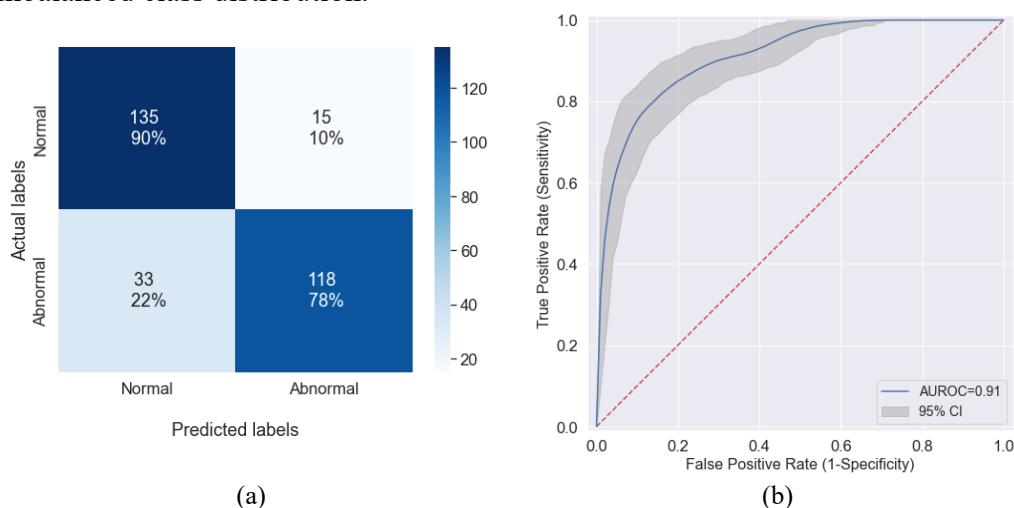 imbalanced class distribution.
135
90%
15
10%
33
22%
118
78%
Actual labels
Normal
Abnormal
Normal
Abnormal
Predicted labels
120
100
80
60
40
20
(a)
1.0
0.8
0.6
0.4
0.2
0.0
True Positive Rate (Sensitivity)
AUROC=0.91
95% CI
0.0
0.2
0.4
0.6
0.8
1.0
False Positive Rate (1-Specificity)
(b)